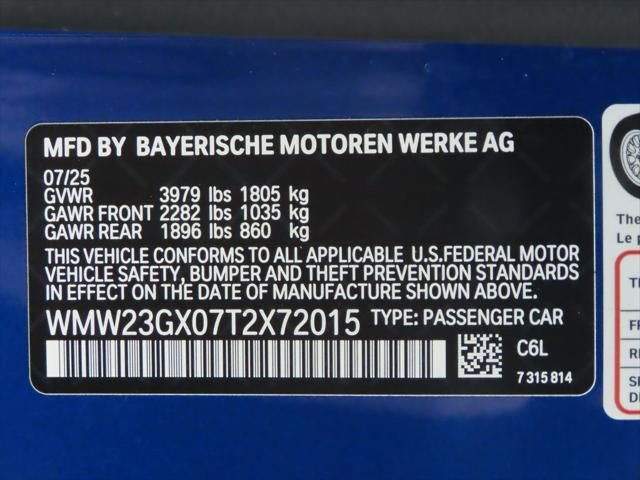 MFD BY BAYERISCHE MOTOREN WERKE AG
07/25
GVWR 3979 lbs 1805 kg
GAWR FRONT 2282 lbs 1035 kg
GAWR REAR 1896 lbs 860 kg
THIS VEHICLE CONFORMS TO ALL APPLICABLE U.S.FEDERAL MOTOR
VEHICLE SAFETY, BUMPER AND THEFT PREVENTION STANDARDS
IN EFFECT ON THE DATE OF MANUFACTURE SHOWN ABOVE.
WMW23GX07T2X72015 TYPE: PASSENGER CAR
C6L
7 315 814
The
Le